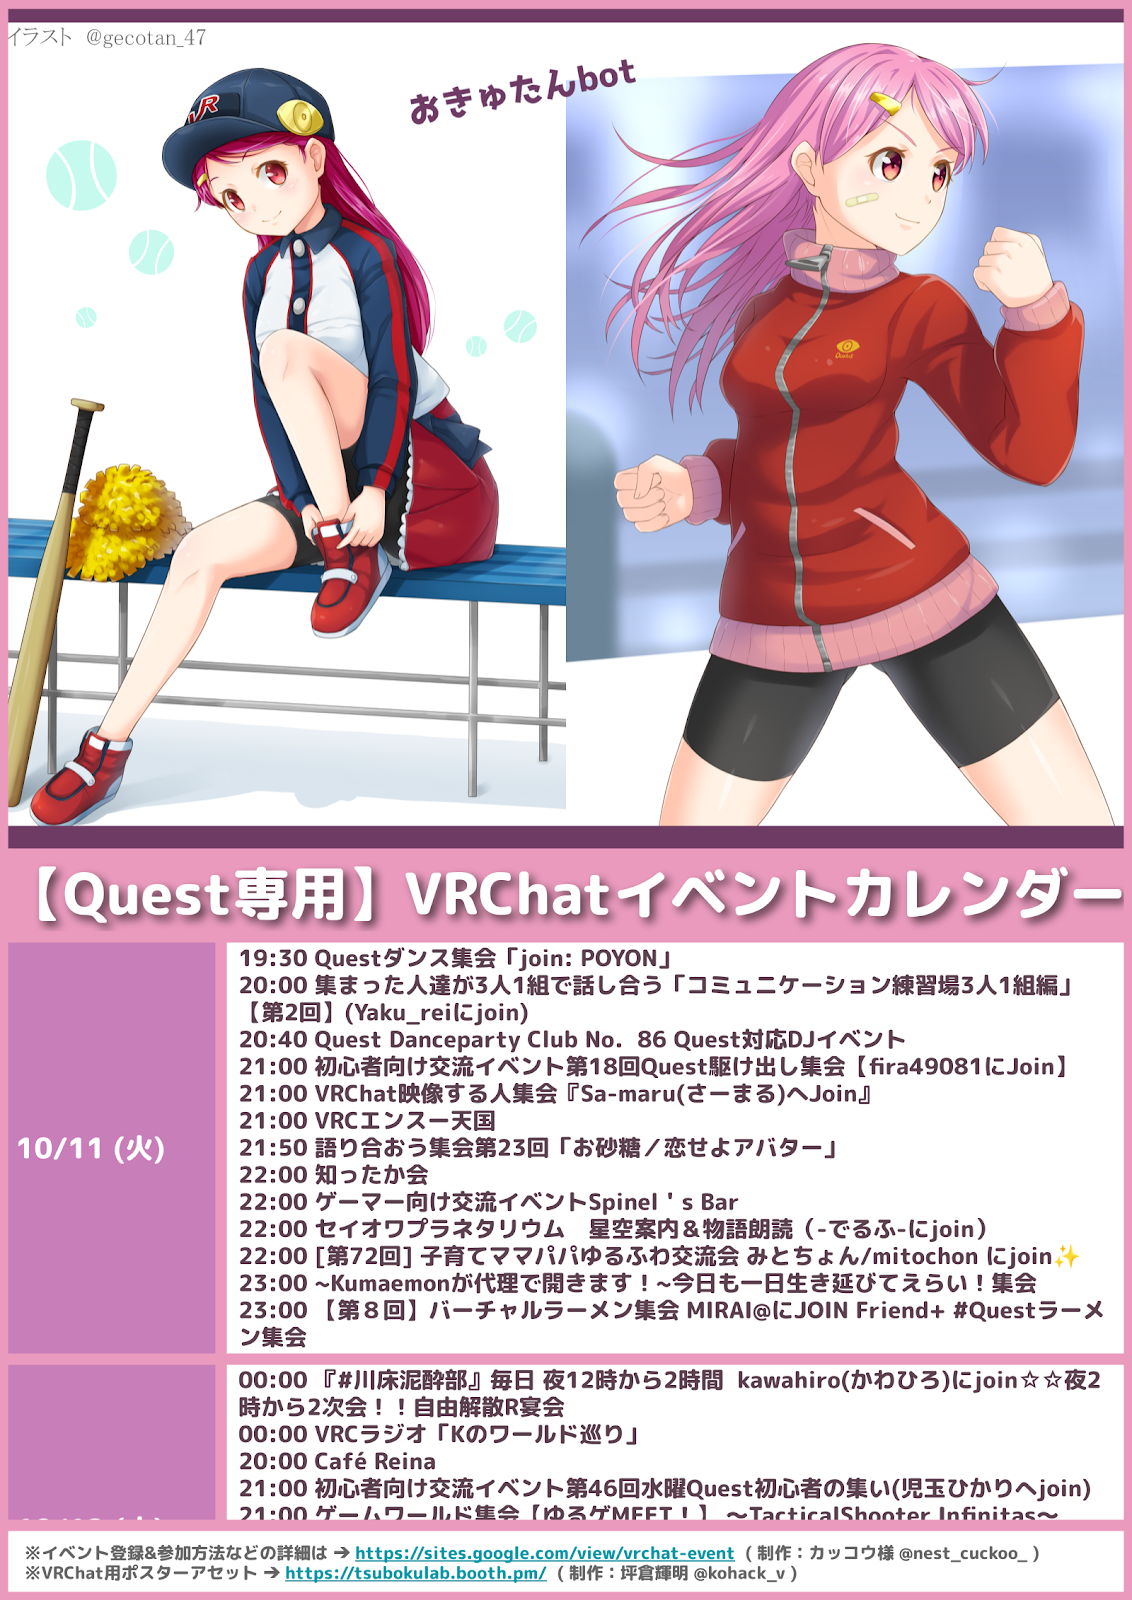 イラスト @gecotan_47
おきゅたんbot
VR
Quest
【Quest専用】VRChatイベントカレンダー
10/11 (火)
19:30 Questダンス集会「join: POYON」
20:00 集まった人達が3人1組で話し合う「コミュニケーション練習場3人1組編」
【第2回】(Yaku_reiにjoin)
20:40 Quest Danceparty Club No. 86 Quest対応DJイベント
21:00 初心者向け交流イベント第18回Quest駆け出し集会【fira49081にJoin】
21:00 VRChat映像する人集会『Sa-maru(さーまる)へJoin』
21:00 VRCエンスー天国
21:50 語り合おう集会第23回「お砂糖／恋せよアバター」
22:00 知ったか会
22:00 ゲーマー向け交流イベントSpinel ' s Bar
22:00 セイオワプラネタリウム　星空案内＆物語朗読（-でるふ-にjoin）
22:00 [第72回] 子育てママパパゆるふわ交流会 みとちょん/mitochon にjoin✨
23:00 ~Kumaemonが代理で開きます！~今日も一日生き延びてえらい！集会
23:00 【第８回】バーチャルラーメン集会 MIRAI@にJOIN Friend+ #Questラーメ
ン集会
00:00 『#川床泥酔部』毎日 夜12時から2時間 kawahiro(かわひろ)にjoin☆☆夜2
時から2次会！！自由解散R宴会
00:00 VRCラジオ「Kのワールド巡り」
20:00 Café Reina
21:00 初心者向け交流イベント第46回水曜Quest初心者の集い(児玉ひかりへjoin)
21:00 ゲームワールド集会【ゆるゲMEET！】 ～TacticalShooter Infinitas～
※イベント登録&参加方法などの詳細は → https://sites.google.com/view/vrchat-event ( 制作：カッコウ様 @nest_cuckoo_ )
※VRChat用ポスターアセット → https://tsubokulab.booth.pm/ ( 制作：坪倉輝明 @kohack_v )